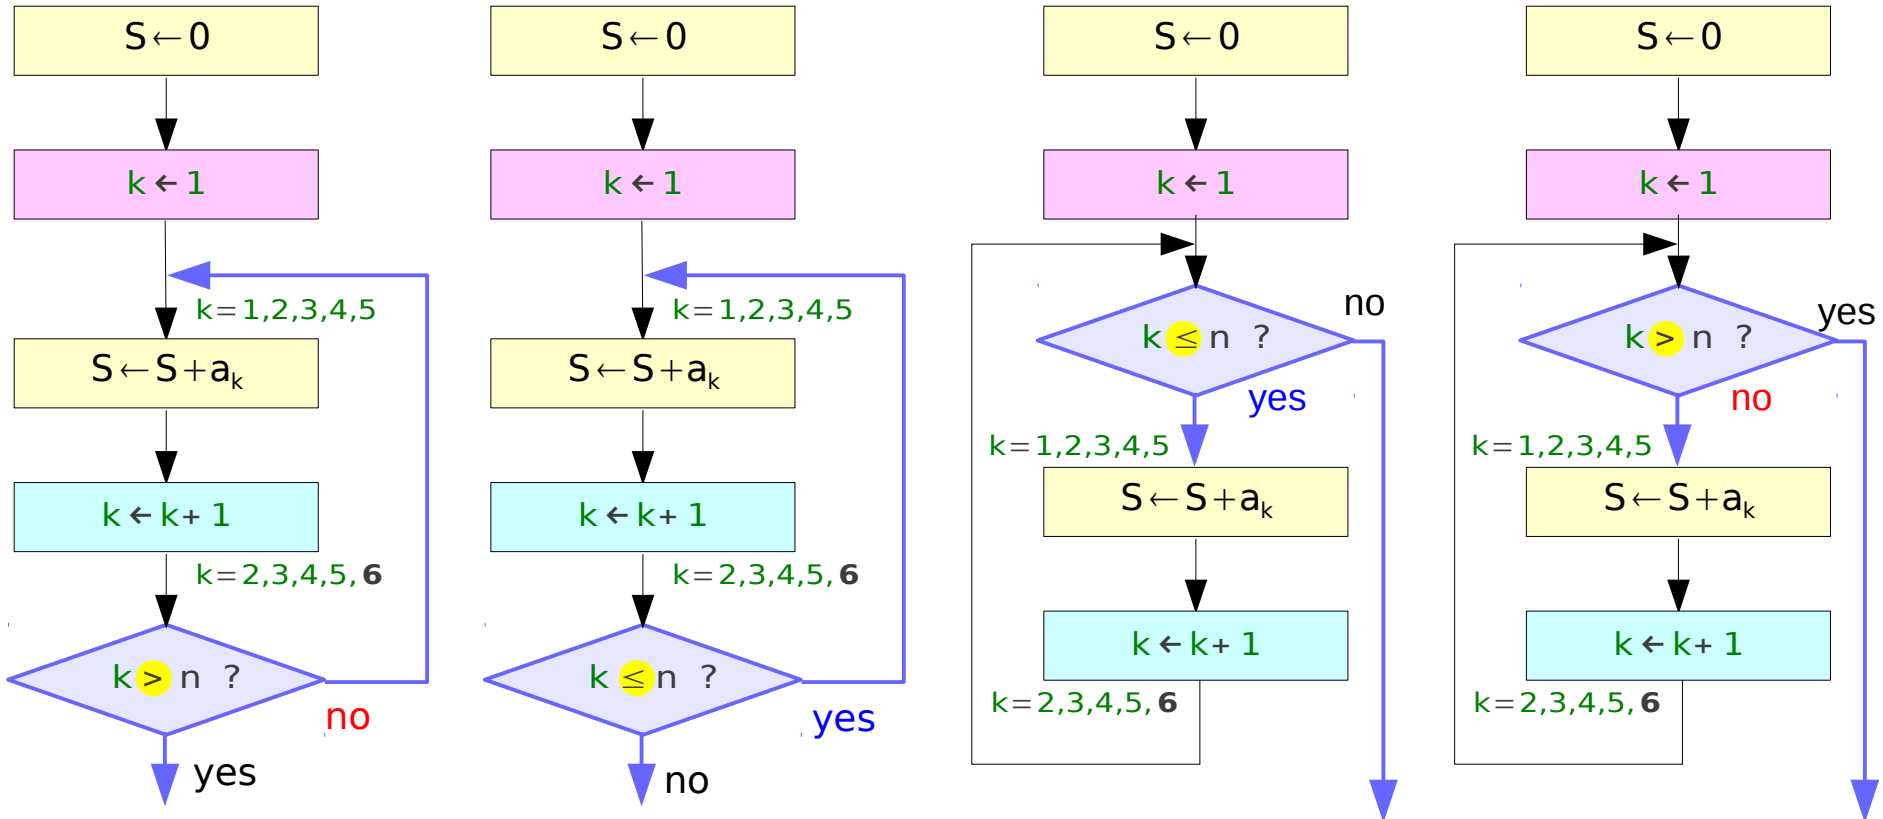 S←0
k ← 1
k=1,2,3,4,5
S←S+aₖ
k ← k+ 1
k=2,3,4,5,6
k > n ?
no
yes
S←0
k ← 1
k=1,2,3,4,5
S←S+aₖ
k ← k+ 1
k=2,3,4,5,6
k ≤ n ?
yes
no
S←0
k ← 1
no
k ≤ n ?
yes
k=1,2,3,4,5
S←S+aₖ
k ← k+ 1
k=2,3,4,5,6
S←0
k ← 1
yes
k > n ?
no
k=1,2,3,4,5
S←S+aₖ
k ← k+ 1
k=2,3,4,5,6